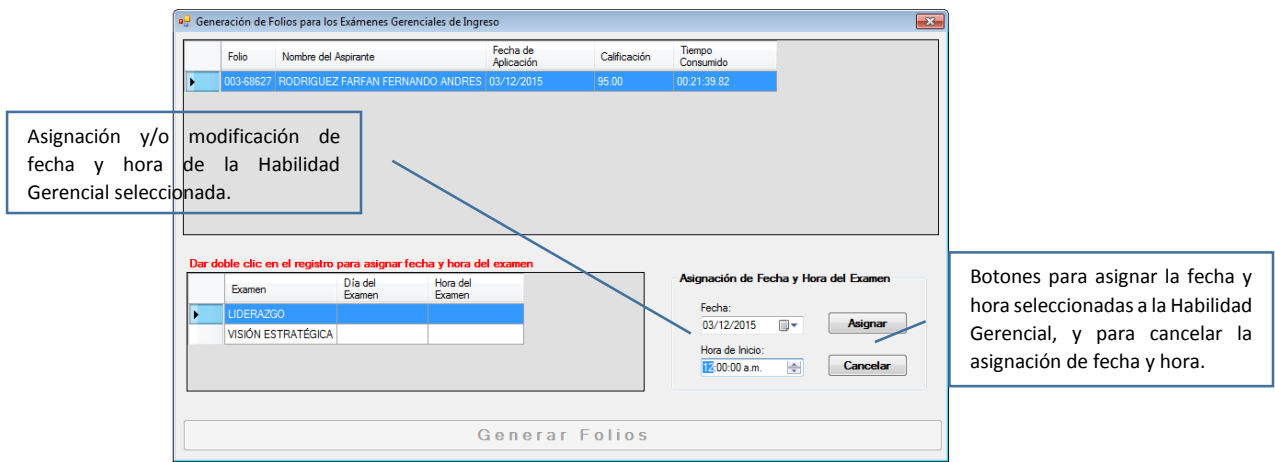 Generación de Folios para los Exámenes Gerenciales de Ingreso
Folio Nombre del Aspirante Fecha de Aplicación Calificación Tiempo Consumido
003-68627 RODRIGUEZ FARFAN FERNANDO ANDRES 03/12/2015 95.00 00:21:39.82
Asignación y/o modificación de
fecha y hora de la Habilidad
Gerencial seleccionada.
Dar doble clic en el registro para asignar fecha y hora del examen
Examen Día del Examen Hora del Examen
LIDERAZGO
VISIÓN ESTRATÉGICA
Asignación de Fecha y Hora del Examen
Fecha:
03/12/2015 Asignar
Hora de Inicio:
12:00:00 a.m. Cancelar
Botones para asignar la fecha y
hora seleccionadas a la Habilidad
Gerencial, y para cancelar la
asignación de fecha y hora.
Generar Folios